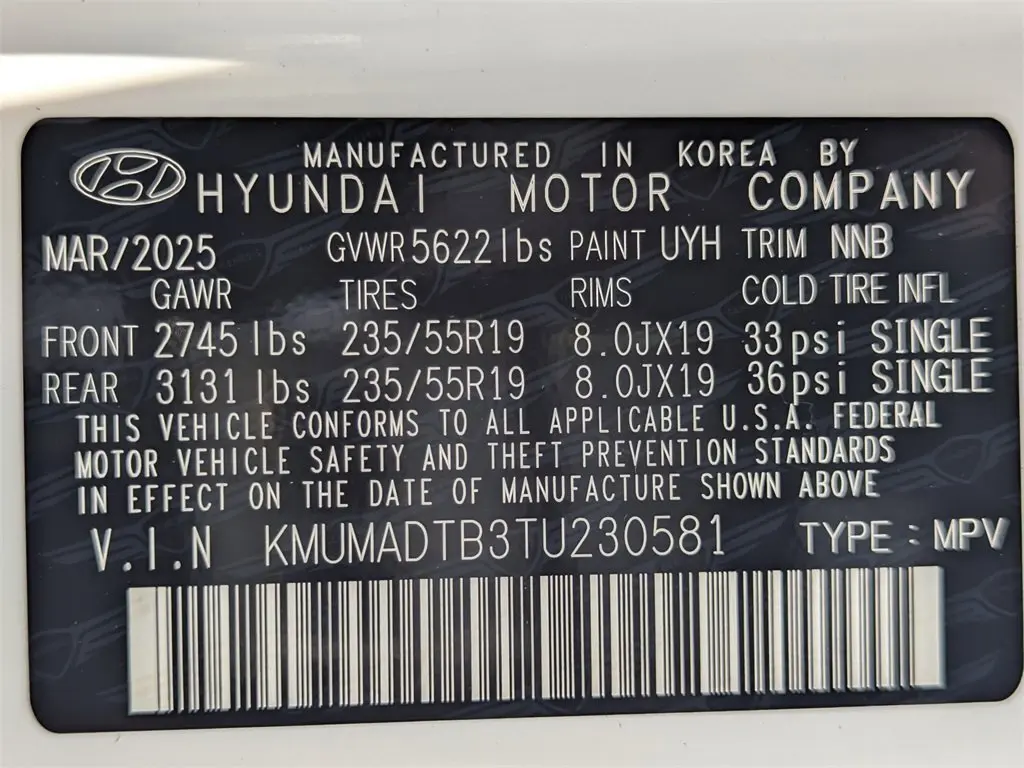 MANUFACTURED IN KOREA BY
HYUNDAI MOTOR COMPANY
MAR/2025 GVWR 5622 lbs PAINT UYH TRIM NNB
GAWR TIRES RIMS COLD TIRE INFL
FRONT 2745 lbs 235/55R19 8.0JX19 33psi SINGLE
REAR 3131 lbs 235/55R19 8.0JX19 36psi SINGLE
THIS VEHICLE CONFORMS TO ALL APPLICABLE U.S.A. FEDERAL
MOTOR VEHICLE SAFETY AND THEFT PREVENTION STANDARDS
IN EFFECT ON THE DATE OF MANUFACTURE SHOWN ABOVE
V.I.N KMUMADTB3TU230581 TYPE : MPV